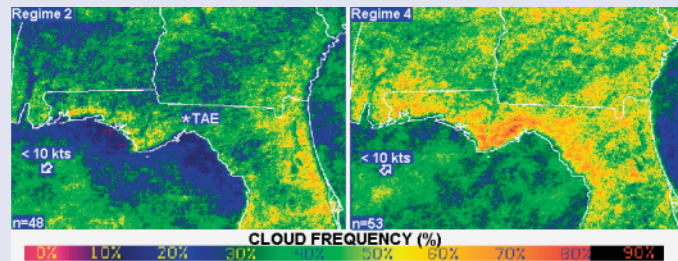 Regime 2
*TAE
< 10 kts
n=48
Regime 4
< 10 kts
n=53
CLOUD FREQUENCY (%)
0% 10% 20% 30% 40% 50% 60% 70% 80% 90%